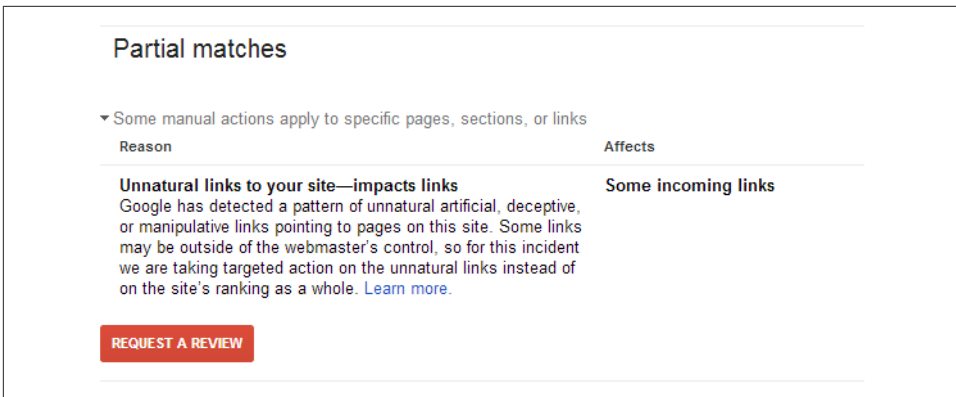 Partial matches
Some manual actions apply to specific pages, sections, or links
Reason Affects
Unnatural links to your site—impacts links Some incoming links
Google has detected a pattern of unnatural artificial, deceptive,
or manipulative links pointing to pages on this site. Some links
may be outside of the webmaster's control, so for this incident
we are taking targeted action on the unnatural links instead of
on the site's ranking as a whole. Learn more.
REQUEST A REVIEW